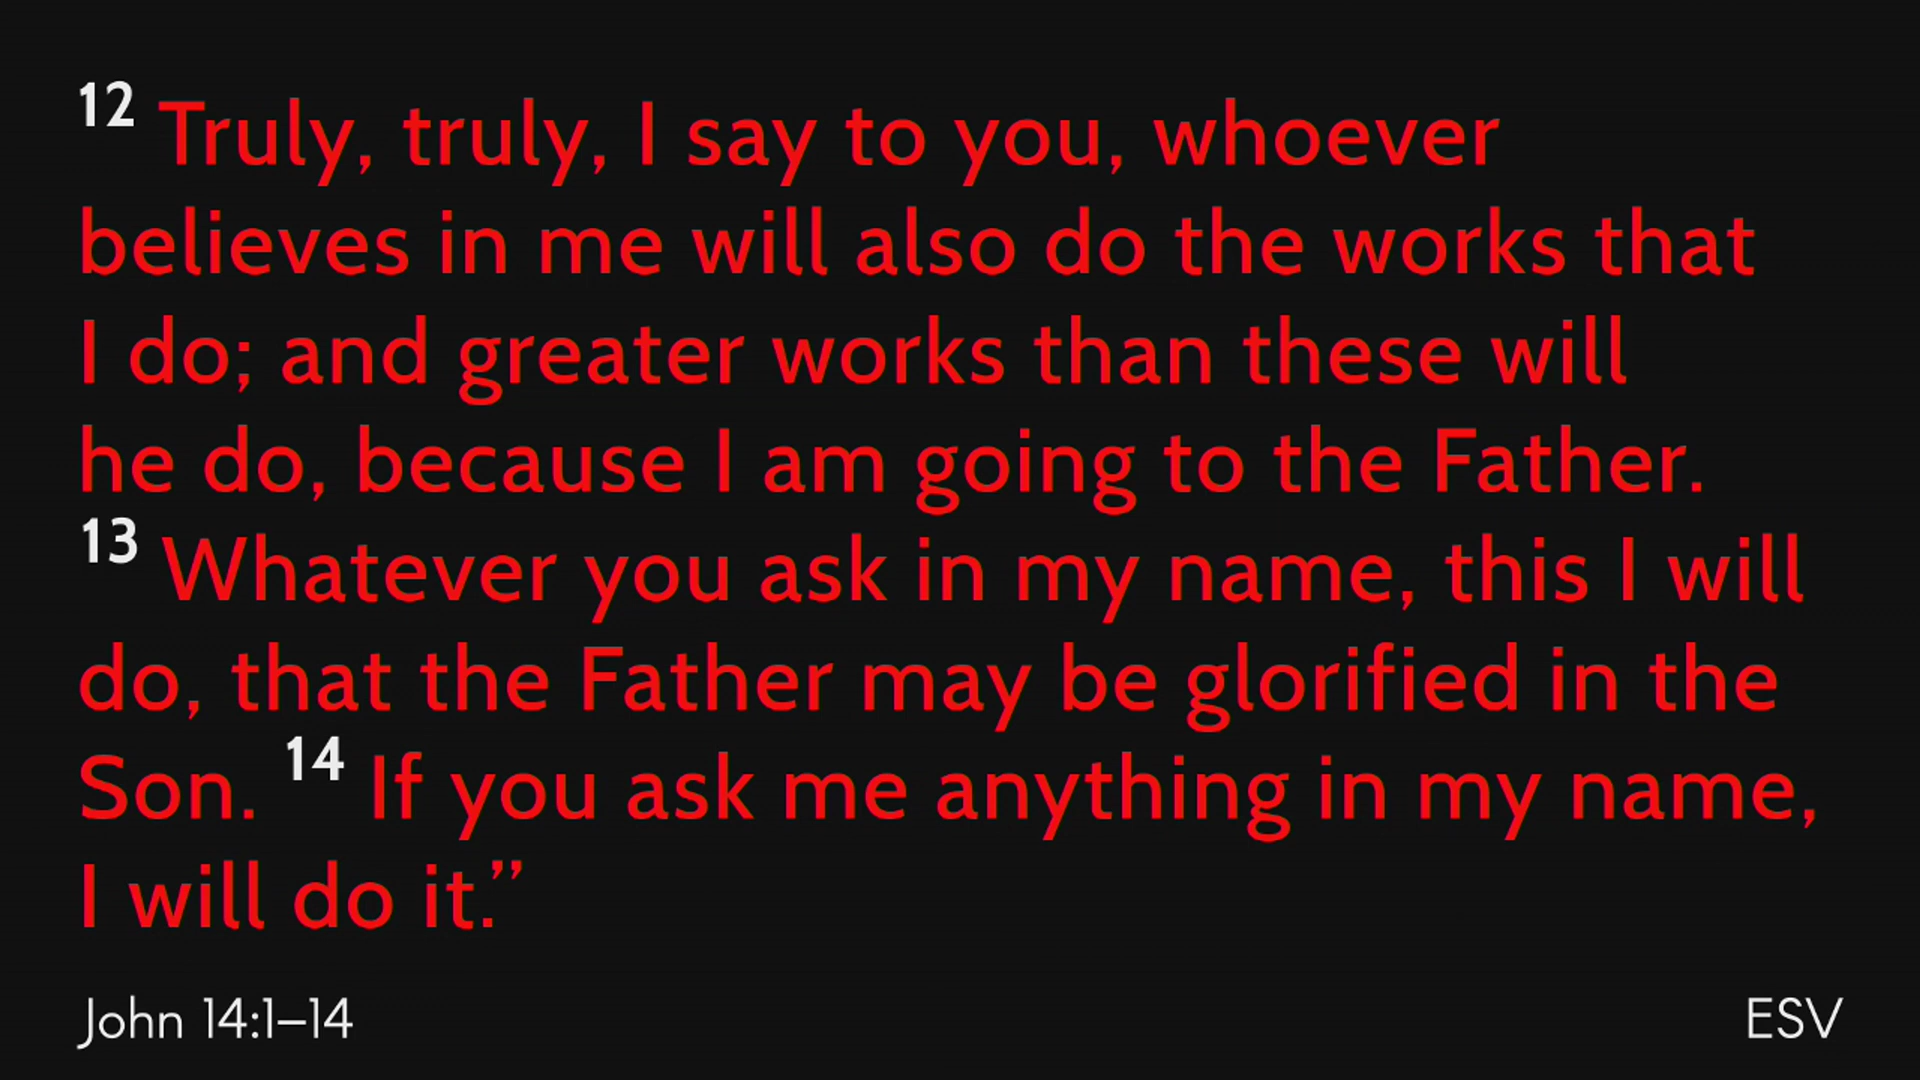 12 Truly, truly, I say to you, whoever
believes in me will also do the works that
I do; and greater works than these will
he do, because I am going to the Father.
13 Whatever you ask in my name, this I will
do, that the Father may be glorified in the
Son. 14 If you ask me anything in my name,
I will do it.”
John 14:1–14
ESV